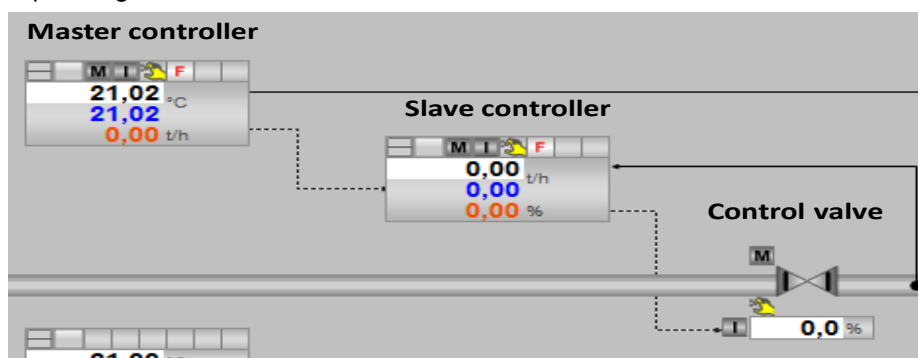 Master controller
M I F
21,02 °C
21,02
0,00 t/h
Slave controller
M I F
0,00 t/h
0,00
0,00 %
Control valve
M
I 0,0 %